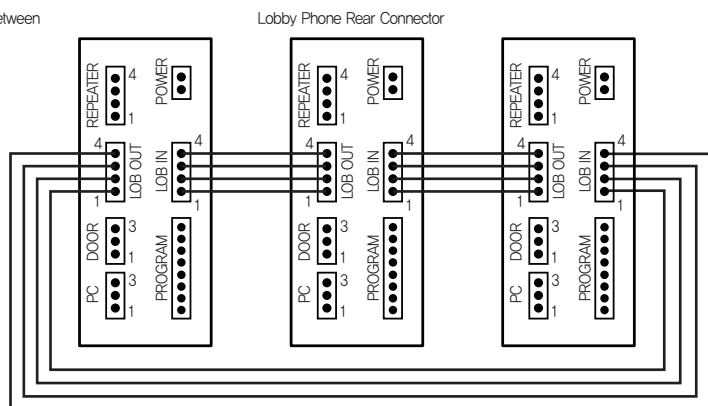 etween
Lobby Phone Rear Connector
REPEATER 4 1 POWER
4 1 LOB OUT LOB IN 4 1
DOOR 3 1 PROGRAM
PC 3 1
REPEATER 4 1 POWER
4 1 LOB OUT LOB IN 4 1
DOOR 3 1 PROGRAM
PC 3 1
REPEATER 4 1 POWER
4 1 LOB OUT LOB IN 4 1
DOOR 3 1 PROGRAM
PC 3 1